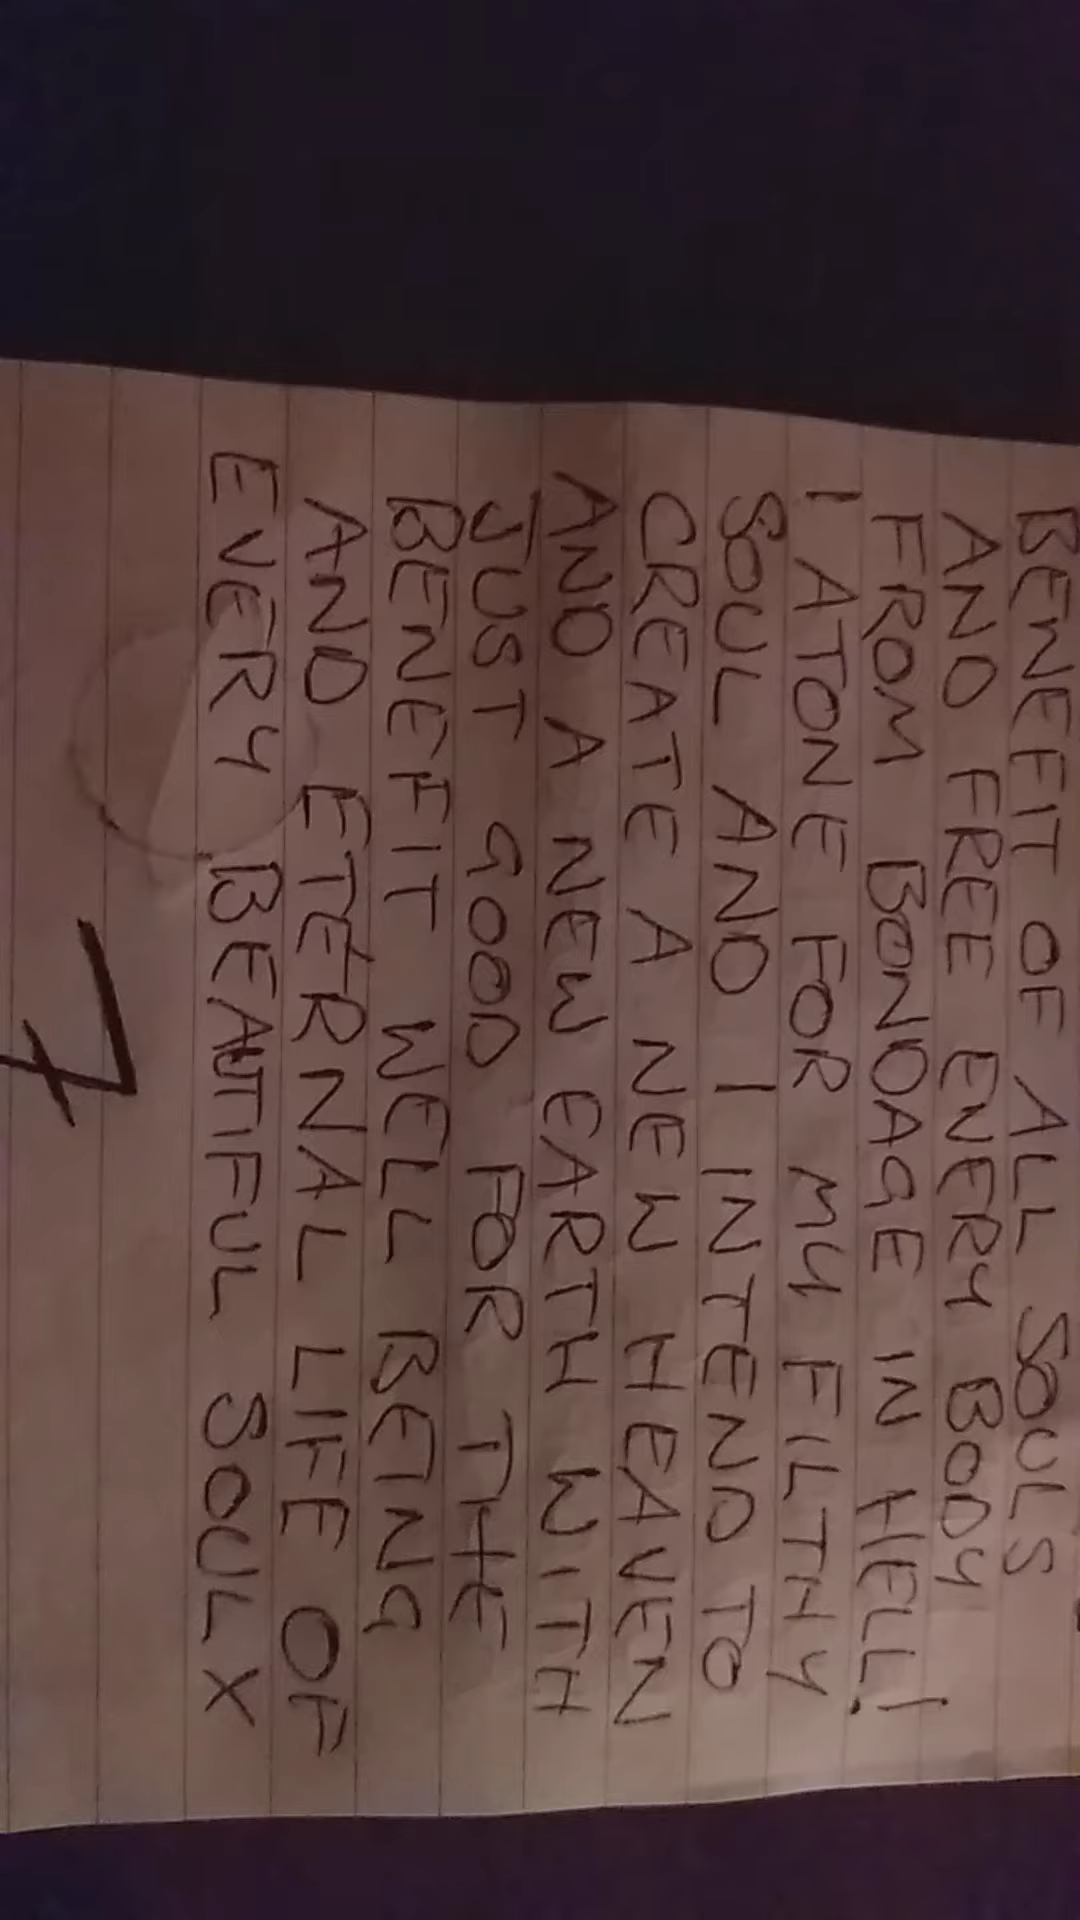 BENEFIT OF ALL SOULS
AND FREE EVERY BODY
FROM BONDAGE IN HELL!
I ATONE FOR MY FILTHY
SOUL AND I INTEND TO
CREATE A NEW HEAVEN
AND A NEW EARTH WITH
JUST GOOD FOR THE
BENEFIT WELL BEING
AND ETERNAL LIFE OF
EVERY BEAUTIFUL SOUL X
7